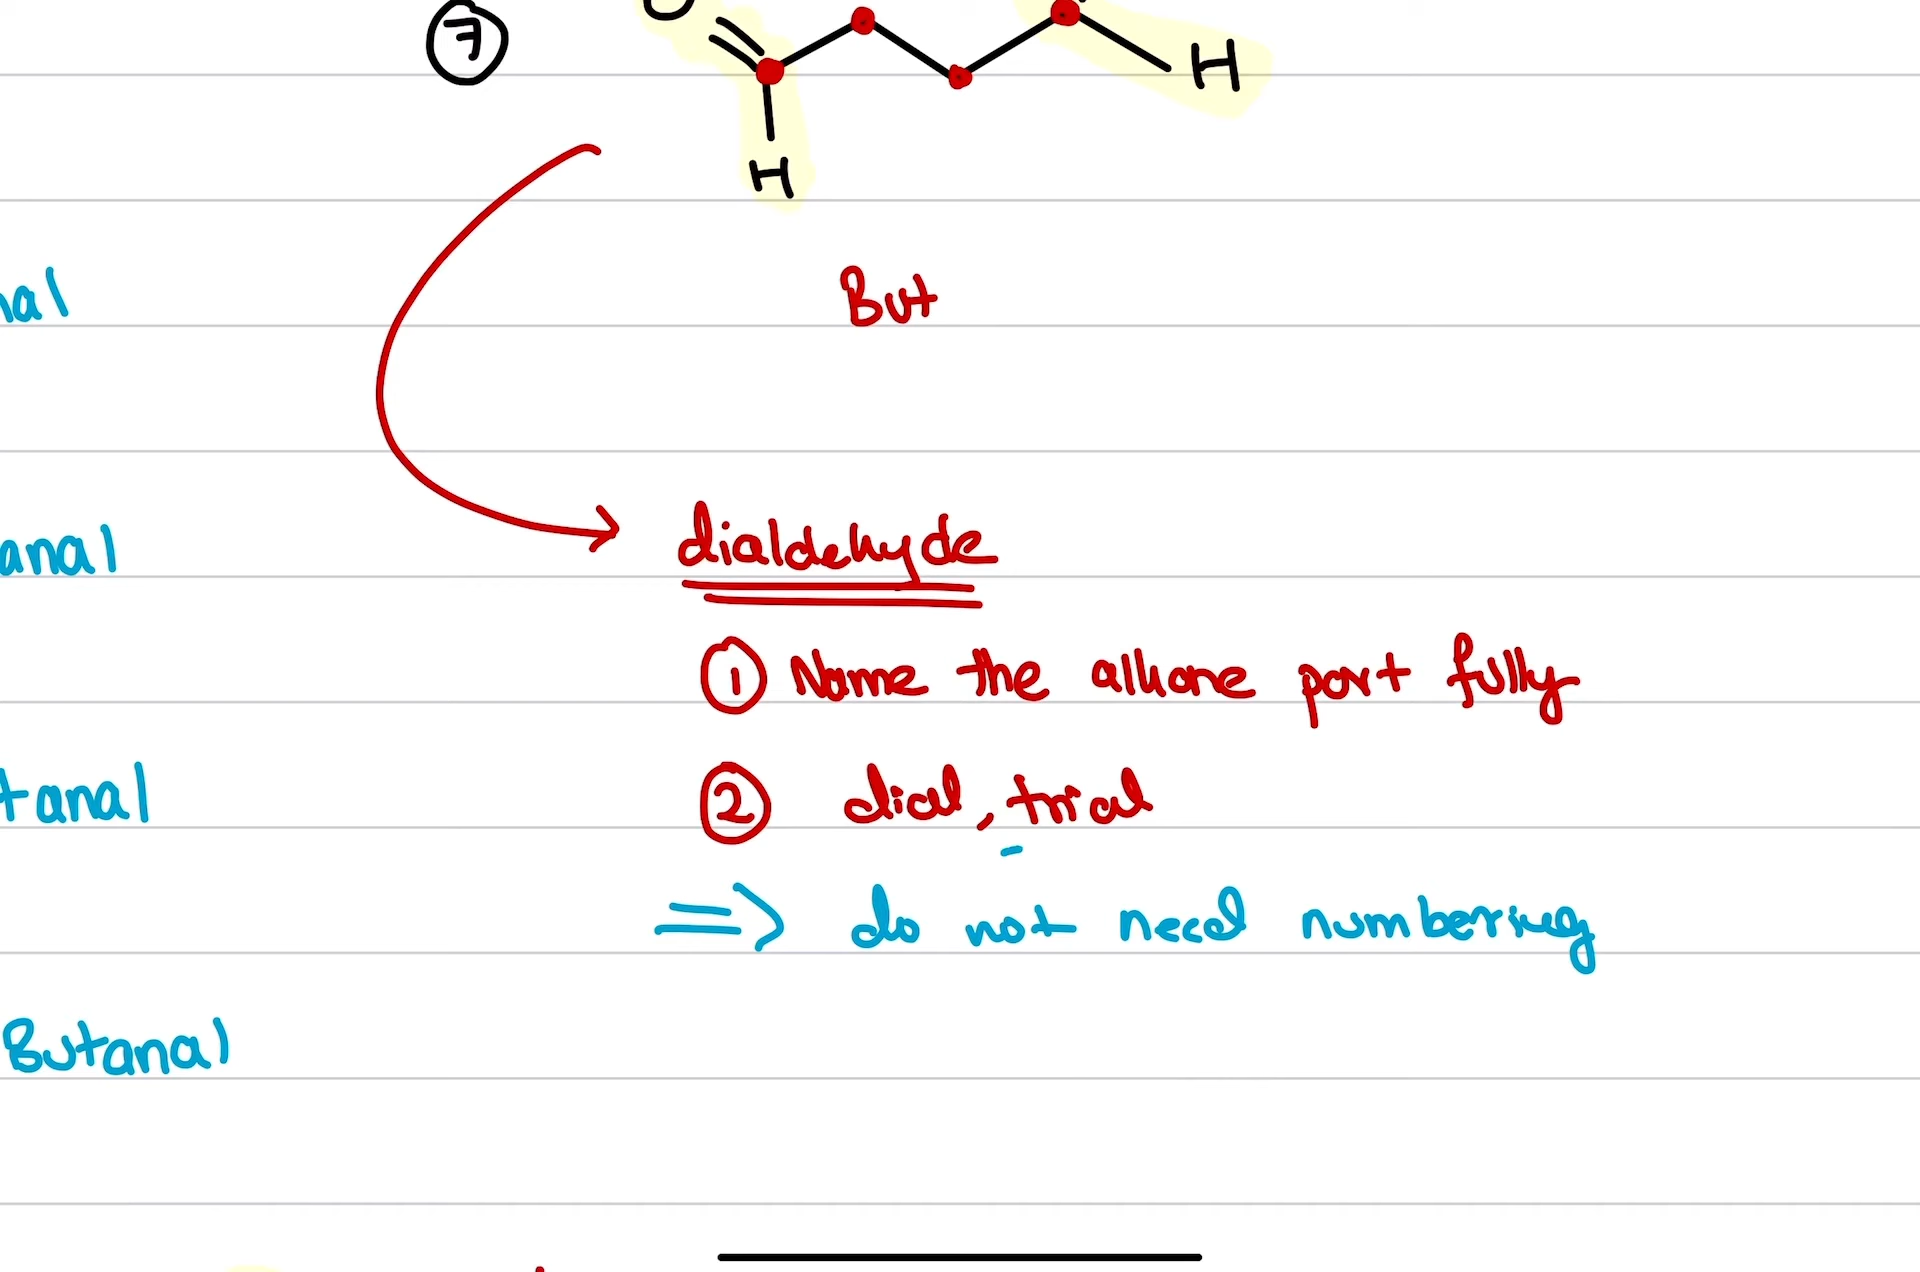 7
O
H
H
nal
But
anal
dialdehyde
1 Name the alkane part fully
2 dial, trial
tanal
=> do not need numbering
Butanal